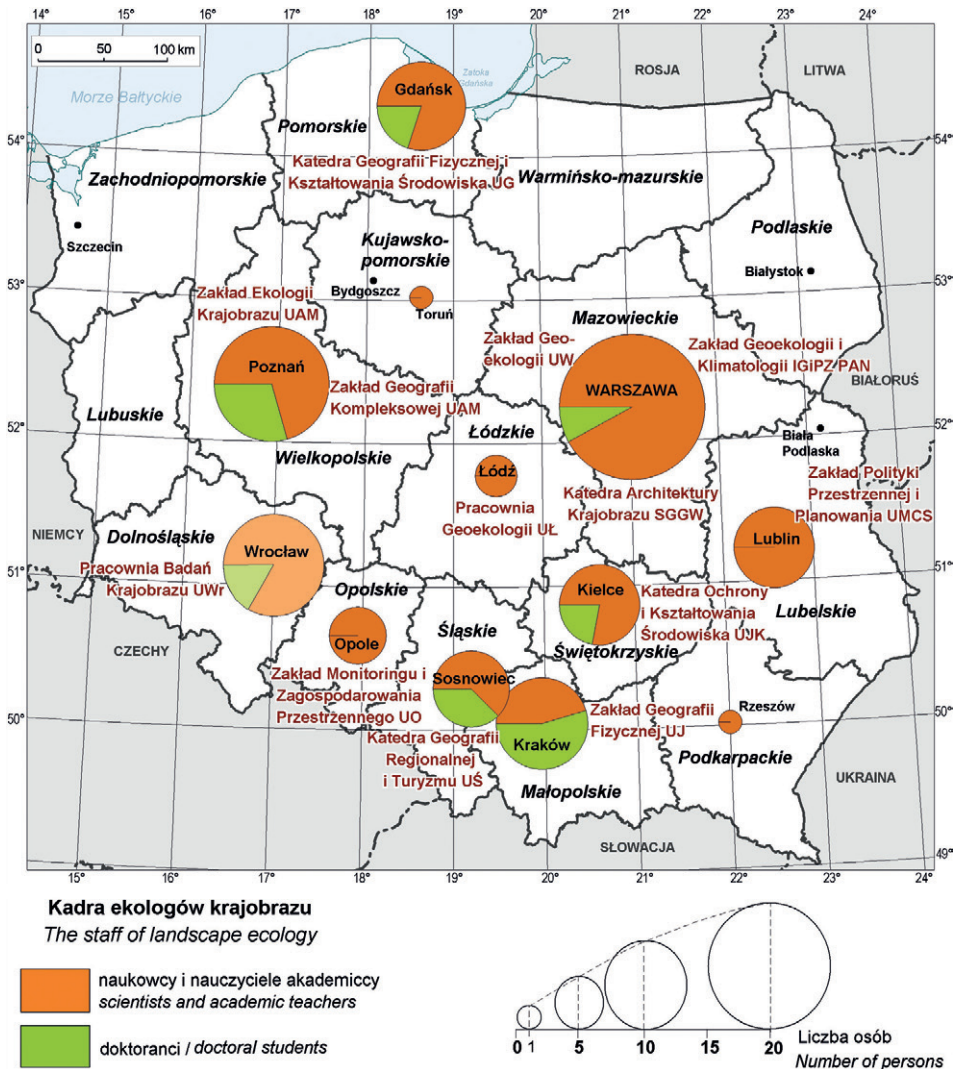 14° 15° 16° 17° 18° 19° 20° 21° 22° 23° 24°
0 50 100 km
ROSJA
LITWA
Morze Bałtyckie
Zatoka
Gdańska
Gdańsk
Pomorskie
54°
54°
Katedra Geografii Fizycznej i
Kształtowania Środowiska UG
Zachodniopomorskie
Warmińsko-mazurskie
Szczecin
Kujawsko-
pomorskie
Podlaskie
Białystok
53°
53°
Bydgoszcz
Toruń
Zakład Ekologii
Krajobrazu UAM
Mazowieckie
Zakład Geo-
ekologii UW
Zakład Geoekologii i
Klimatologii IGiPZ PAN
BIAŁORUŚ
Poznań
WARSZAWA
Zakład Geografii
Kompleksowej UAM
Lubuskie
52°
52°
Wielkopolskie
Łódzkie
Biała
Podlaska
Łódź
Pracownia
Geoekologii UŁ
Katedra Architektury
Krajobrazu SGGW
Zakład Polityki
Przestrzennej i
Planowania UMCS
Lublin
NIEMCY
Dolnośląskie
Wrocław
Pracownia Badań
Krajobrazu UWr
51°
51°
Opolskie
Kielce
Katedra Ochrony
i Kształtowania
Środowiska UJK
Lubelskie
Śląskie
Opole
Świętokrzyskie
CZECHY
Zakład Monitoringu i
Zagospodarowania
Przestrzennego UO
Sosnowiec
Kraków
Zakład Geografii
Fizycznej UJ
Rzeszów
50°
50°
Katedra Geografii
Regionalnej
i Turyzmu UŚ
Małopolskie
Podkarpackie
UKRAINA
SŁOWACJA
49°
15° 16° 17° 18° 19° 20° 21° 22° 23°
Kadra ekologów krajobrazu
The staff of landscape ecology
naukowcy i nauczyciele akademiccy
scientists and academic teachers
doktoranci / doctoral students
0 1 5 10 15 20
Liczba osób
Number of persons